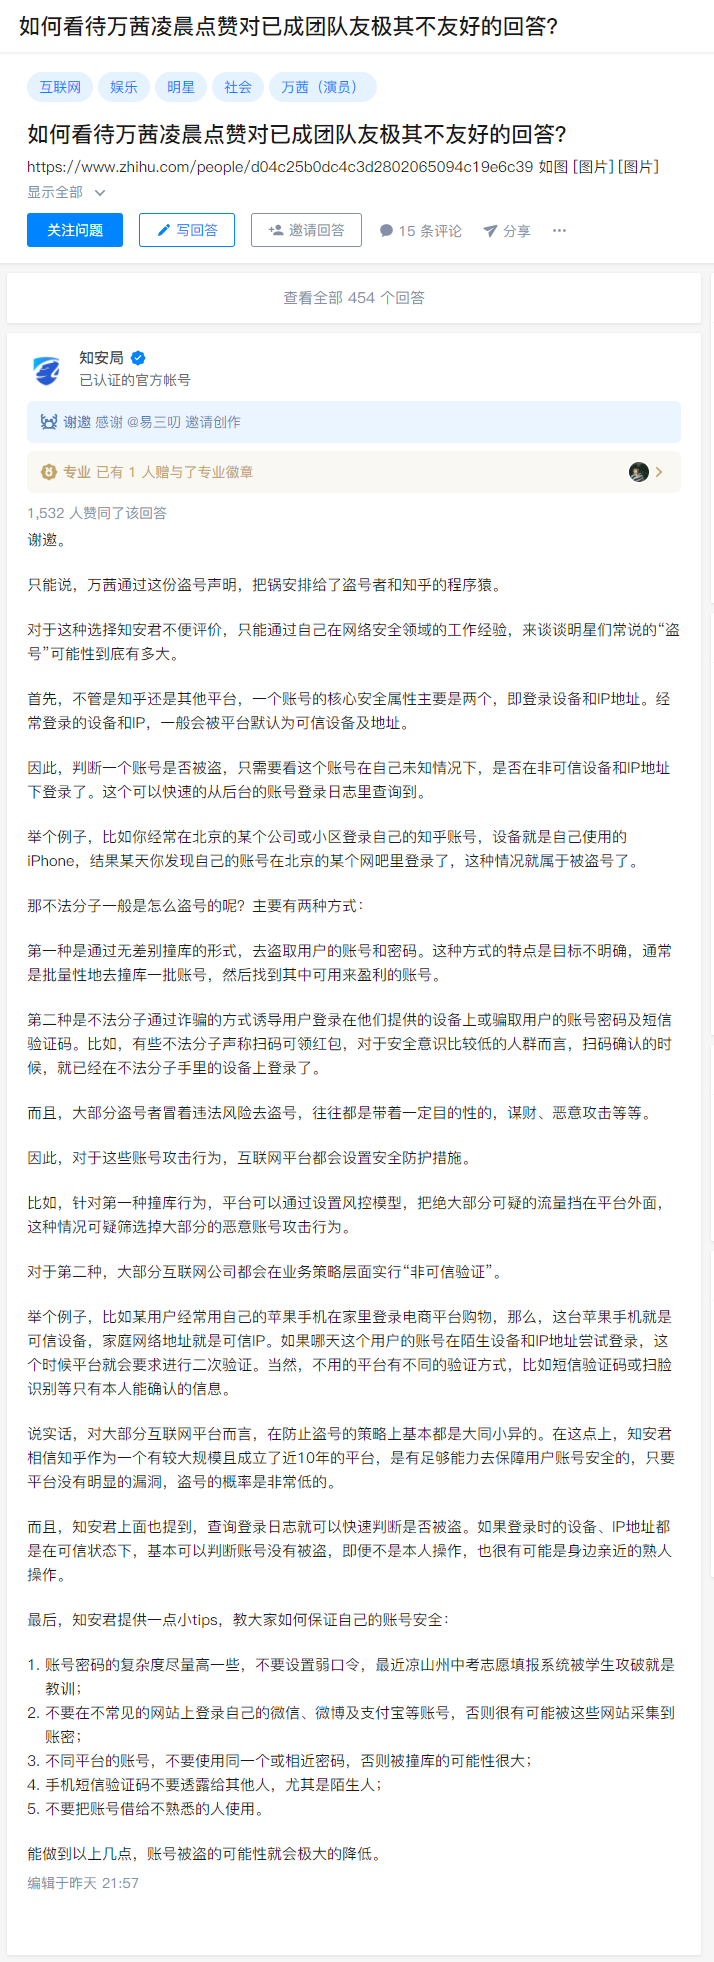 如何看待万茜凌晨点赞对已成团队友极其不友好的回答?
互联网 娱乐 明星 社会 万茜（演员）
如何看待万茜凌晨点赞对已成团队友极其不友好的回答?
https://www.zhihu.com/people/d04c25b0dc4c3d2802065094c19e6c39 如图 [图片] [图片]
显示全部
关注问题 写回答 邀请回答 15 条评论 分享 ···
查看全部 454 个回答
知安局
已认证的官方帐号
谢邀 感谢 @易三叨 邀请创作
专业 已有 1 人赠与了专业徽章
1,532 人赞同了该回答
谢邀。
只能说，万茜通过这份盗号声明，把锅安排给了盗号者和知乎的程序猿。
对于这种选择知安君不便评价，只能通过自己在网络安全领域的工作经验，来谈谈明星们常说的“盗
号”可能性到底有多大。
首先，不管是知乎还是其他平台，一个账号的核心安全属性主要是两个，即登录设备和IP地址。经
常登录的设备和IP，一般会被平台默认为可信设备及地址。
因此，判断一个账号是否被盗，只需要看这个账号在自己未知情况下，是否在非可信设备和IP地址
下登录了。这个可以快速的从后台的账号登录日志里查询到。
举个例子，比如你经常在北京的某个公司或小区登录自己的知乎账号，设备就是自己使用的
iPhone，结果某天你发现自己的账号在北京的某个网吧里登录了，这种情况就属于被盗号了。
那不法分子一般是怎么盗号的呢？主要有两种方式：
第一种是通过无差别撞库的形式，去盗取用户的账号和密码。这种方式的特点是目标不明确，通常
是批量性地去撞库一批账号，然后找到其中可用来盈利的账号。
第二种是不法分子通过诈骗的方式诱导用户登录在他们提供的设备上或骗取用户的账号密码及短信
验证码。比如，有些不法分子声称扫码可领红包，对于安全意识比较低的人群而言，扫码确认的时
候，就已经在不法分子手里的设备上登录了。
而且，大部分盗号者冒着违法风险去盗号，往往都是带着一定目的性的，谋财、恶意攻击等等。
因此，对于这些账号攻击行为，互联网平台都会设置安全防护措施。
比如，针对第一种撞库行为，平台可以通过设置风控模型，把绝大部分可疑的流量挡在平台外面，
这种情况可疑筛选掉大部分的恶意账号攻击行为。
对于第二种，大部分互联网公司都会在业务策略层面实行“非可信验证”。
举个例子，比如某用户经常用自己的苹果手机在家里登录电商平台购物，那么，这台苹果手机就是
可信设备，家庭网络地址就是可信IP。如果哪天这个用户的账号在陌生设备和IP地址尝试登录，这
个时候平台就会要求进行二次验证。当然，不用的平台有不同的验证方式，比如短信验证码或扫脸
识别等只有本人能确认的信息。
说实话，对大部分互联网平台而言，在防止盗号的策略上基本都是大同小异的。在这点上，知安君
相信知乎作为一个有较大规模且成立了近10年的平台，是有足够能力去保障用户账号安全的，只要
平台没有明显的漏洞，盗号的概率是非常低的。
而且，知安君上面也提到，查询登录日志就可以快速判断是否被盗。如果登录时的设备、IP地址都
是在可信状态下，基本可以判断账号没有被盗，即便不是本人操作，也很有可能是身边亲近的熟人
操作。
最后，知安君提供一点小tips，教大家如何保证自己的账号安全：
1. 账号密码的复杂度尽量高一些，不要设置弱口令，最近凉山州中考志愿填报系统被学生攻破就是
教训；
2. 不要在不常见的网站上登录自己的微信、微博及支付宝等账号，否则很有可能被这些网站采集到
账密；
3. 不同平台的账号，不要使用同一个或相近密码，否则被撞库的可能性很大；
4. 手机短信验证码不要透露给其他人，尤其是陌生人；
5. 不要把账号借给不熟悉的人使用。
能做到以上几点，账号被盗的可能性就会极大的降低。
编辑于昨天 21:57